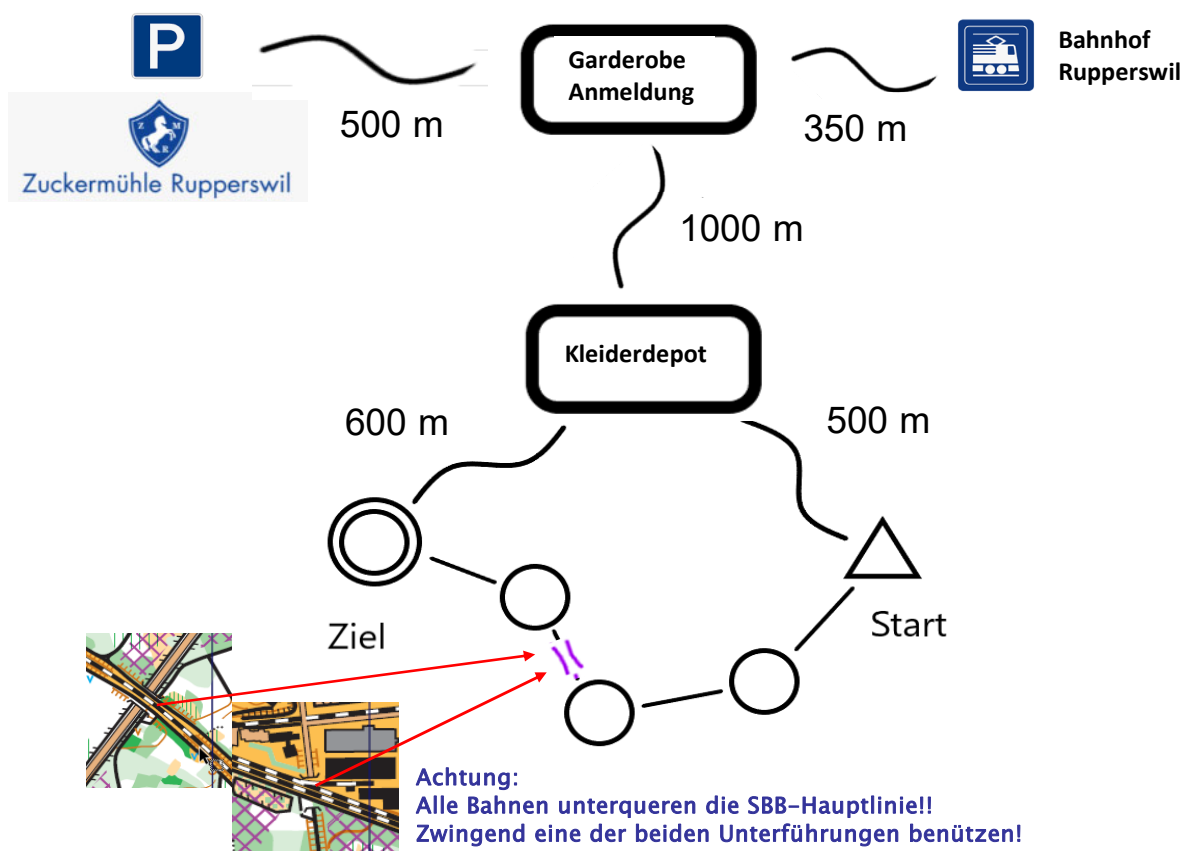 P
Garderobe
Anmeldung
Bahnhof
Rupperswil
500 m
350 m
Z M
R
Zuckermühle Rupperswil
1000 m
Kleiderdepot
600 m
500 m
Ziel
Start
Achtung:
Alle Bahnen unterqueren die SBB-Hauptlinie!!
Zwingend eine der beiden Unterführungen benützen!